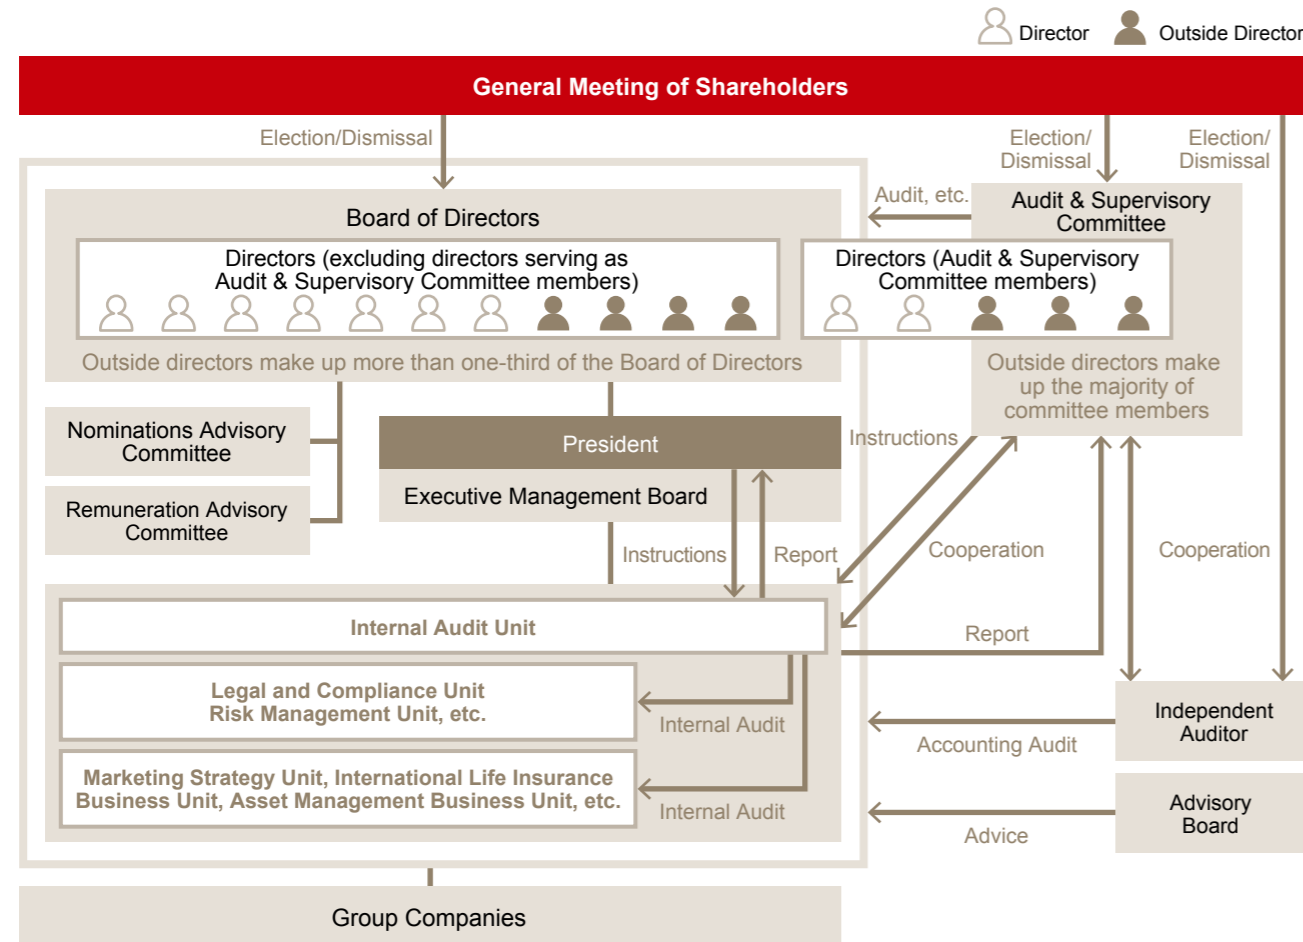 Director
Outside Director
General Meeting of Shareholders
Election/Dismissal
Election/
Dismissal
Election/
Dismissal
Audit, etc.
Audit & Supervisory
Committee
Board of Directors
Directors (excluding directors serving as
Audit & Supervisory Committee members)
Directors (Audit & Supervisory
Committee members)
Outside directors make up more than one-third of the Board of Directors
Outside directors make
up the majority of
committee members
Nominations Advisory
Committee
Remuneration Advisory
Committee
President
Executive Management Board
Instructions
Instructions
Report
Cooperation
Cooperation
Internal Audit Unit
Report
Legal and Compliance Unit
Risk Management Unit, etc.
Internal Audit
Marketing Strategy Unit, International Life Insurance
Business Unit, Asset Management Business Unit, etc.
Internal Audit
Accounting Audit
Independent
Auditor
Advice
Advisory
Board
Group Companies